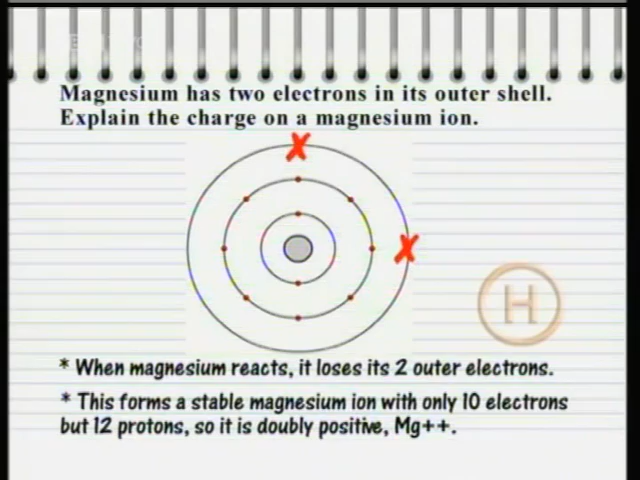 Magnesium has two electrons in its outer shell.
Explain the charge on a magnesium ion.
H
* When magnesium reacts, it loses its 2 outer electrons.
* This forms a stable magnesium ion with only 10 electrons
but 12 protons, so it is doubly positive, Mg++.